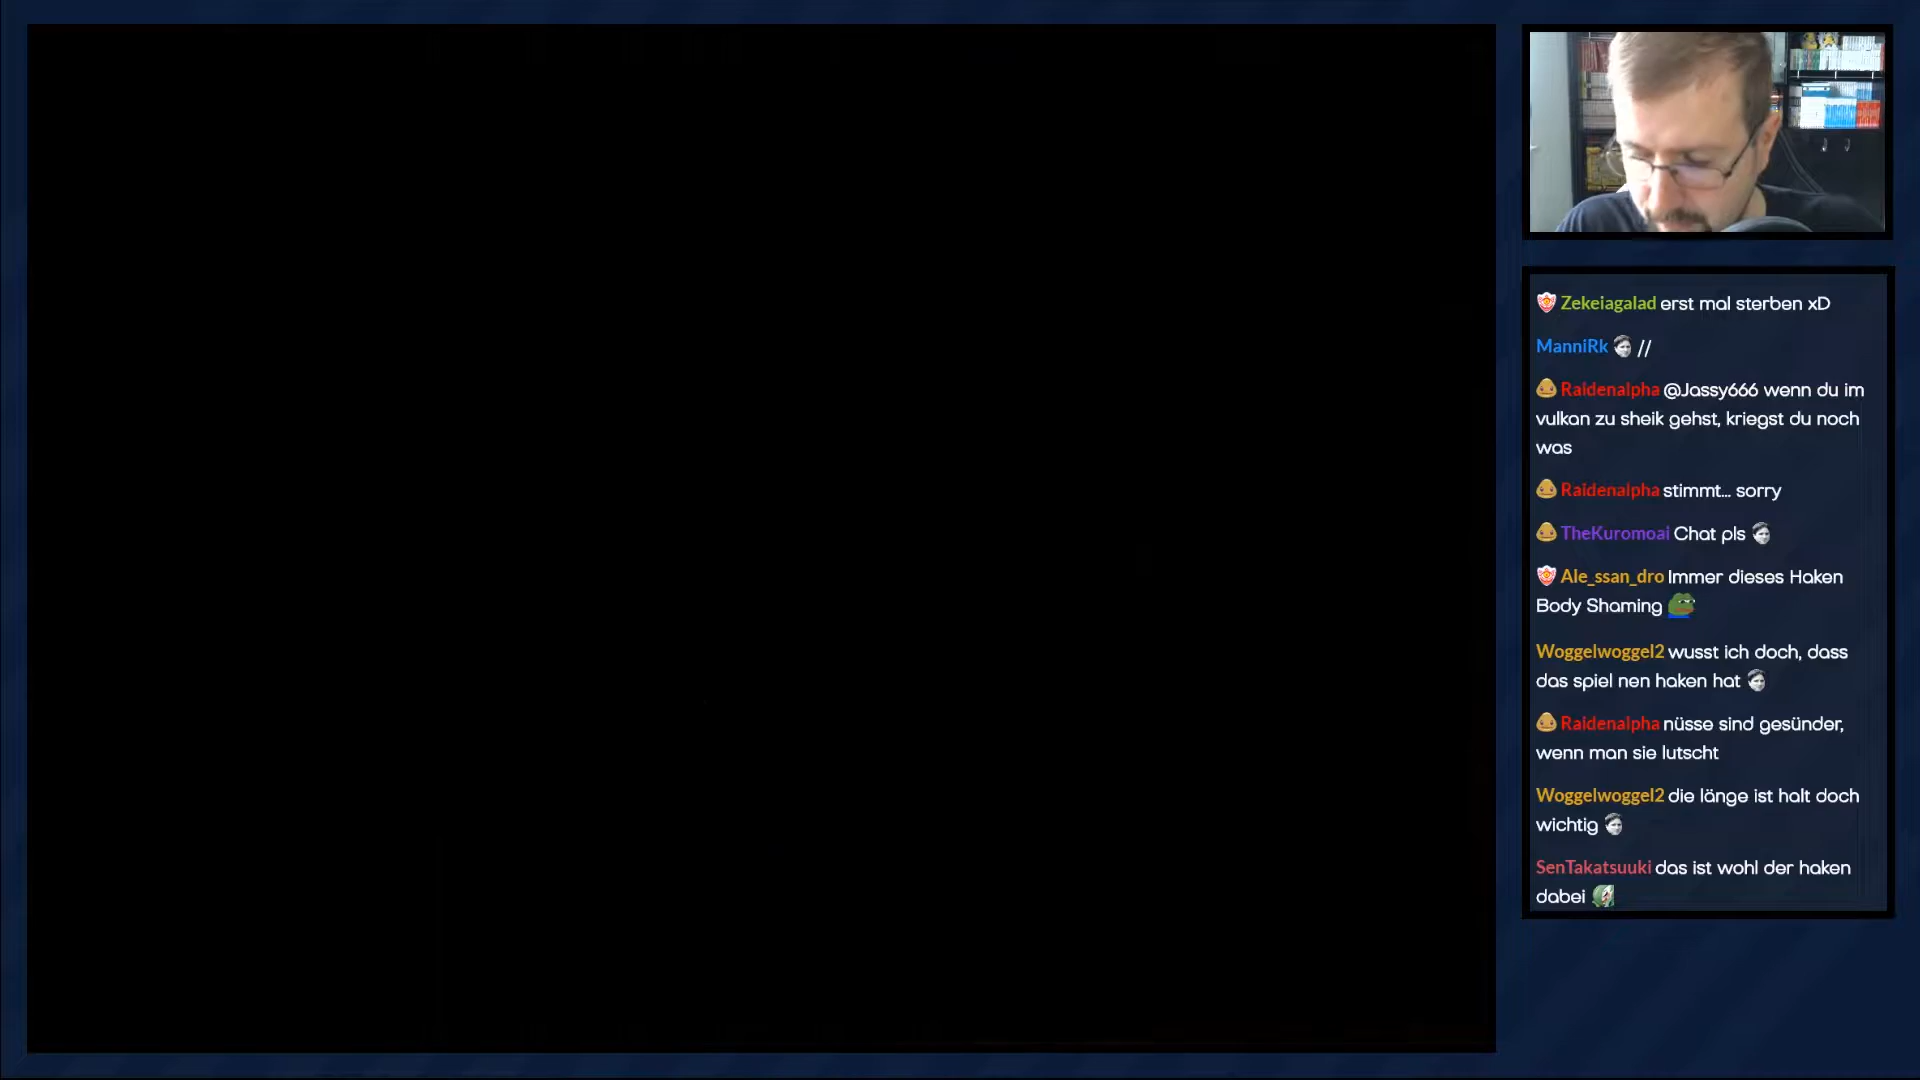 Zekeiagalad erst mal sterben xD
ManniRk //
Raidenalpha @Jassy666 wenn du im
vulkan zu sheik gehst, kriegst du noch
was
Raidenalpha stimmt... sorry
TheKuromoai Chat pls
Ale_ssan_dro Immer dieses Haken
Body Shaming
Woggelwoggel2 wusst ich doch, dass
das spiel nen haken hat
Raidenalpha nüsse sind gesünder,
wenn man sie lutscht
Woggelwoggel2 die länge ist halt doch
wichtig
SenTakatsuuki das ist wohl der haken
dabei